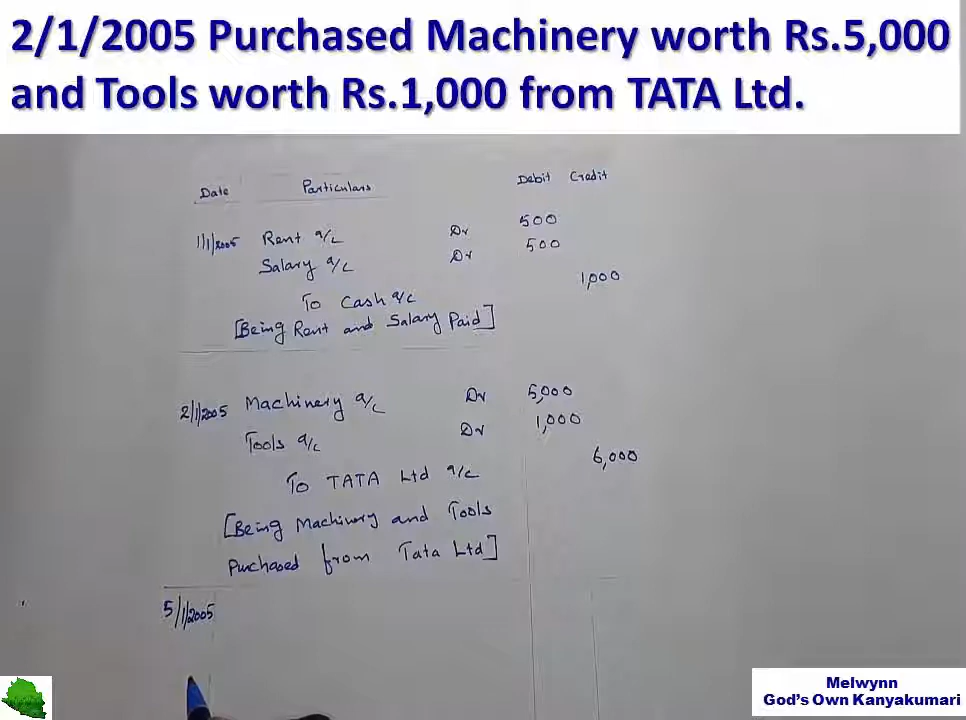 2/1/2005 Purchased Machinery worth Rs.5,000
and Tools worth Rs.1,000 from TATA Ltd.
Date Particulars Debit Credit
1/1/2005 Rent a/c Dr 500
Salary a/c Dr 500
To Cash a/c 1,000
[Being Rent and Salary Paid]
2/1/2005 Machinery a/c Dr 5,000
Tools a/c Dr 1,000
To TATA Ltd a/c 6,000
[Being Machinery and Tools
Purchased from Tata Ltd]
5/1/2005
Melwynn
God's Own Kanyakumari